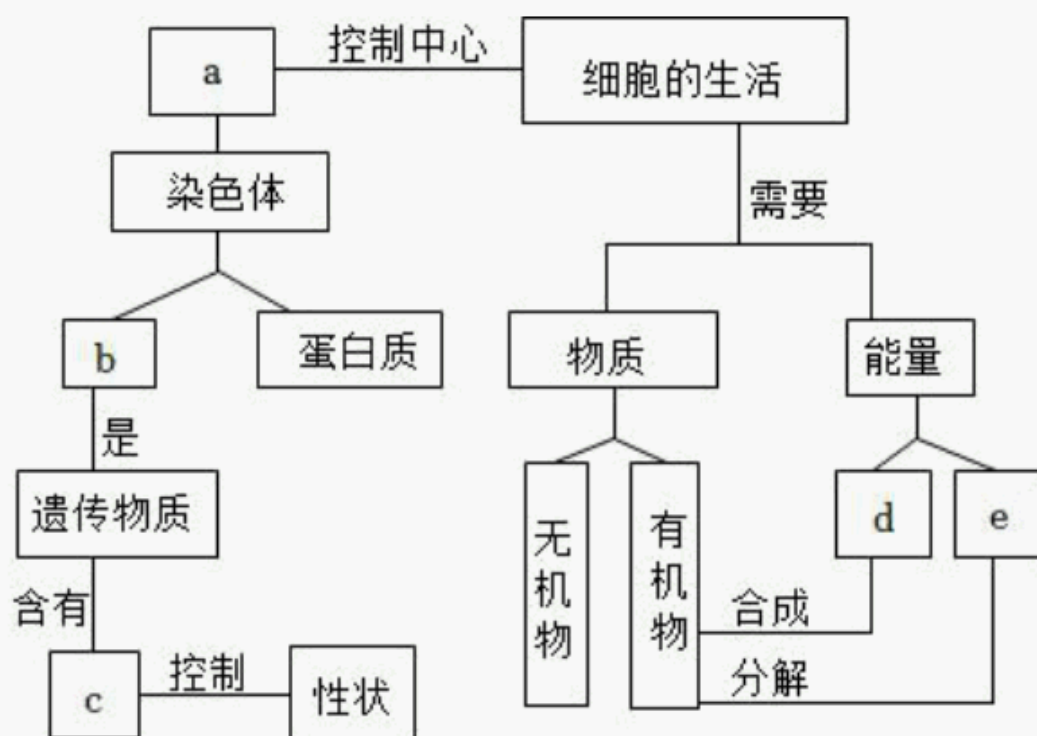 a
控制中心
细胞的生活
染色体
需要
b
蛋白质
物质
能量
是
遗传物质
无机物
有机物
d
e
含有
合成
c
控制
性状
分解